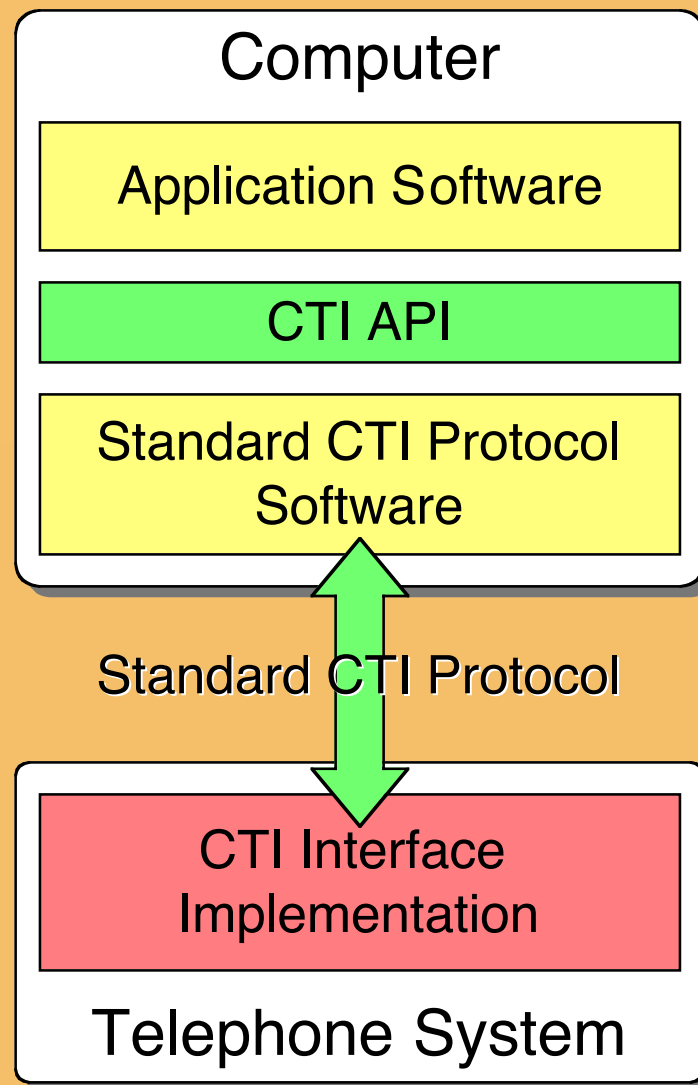 Computer
Application Software
CTI API
Standard CTI Protocol
Software
Standard CTI Protocol
CTI Interface
Implementation
Telephone System